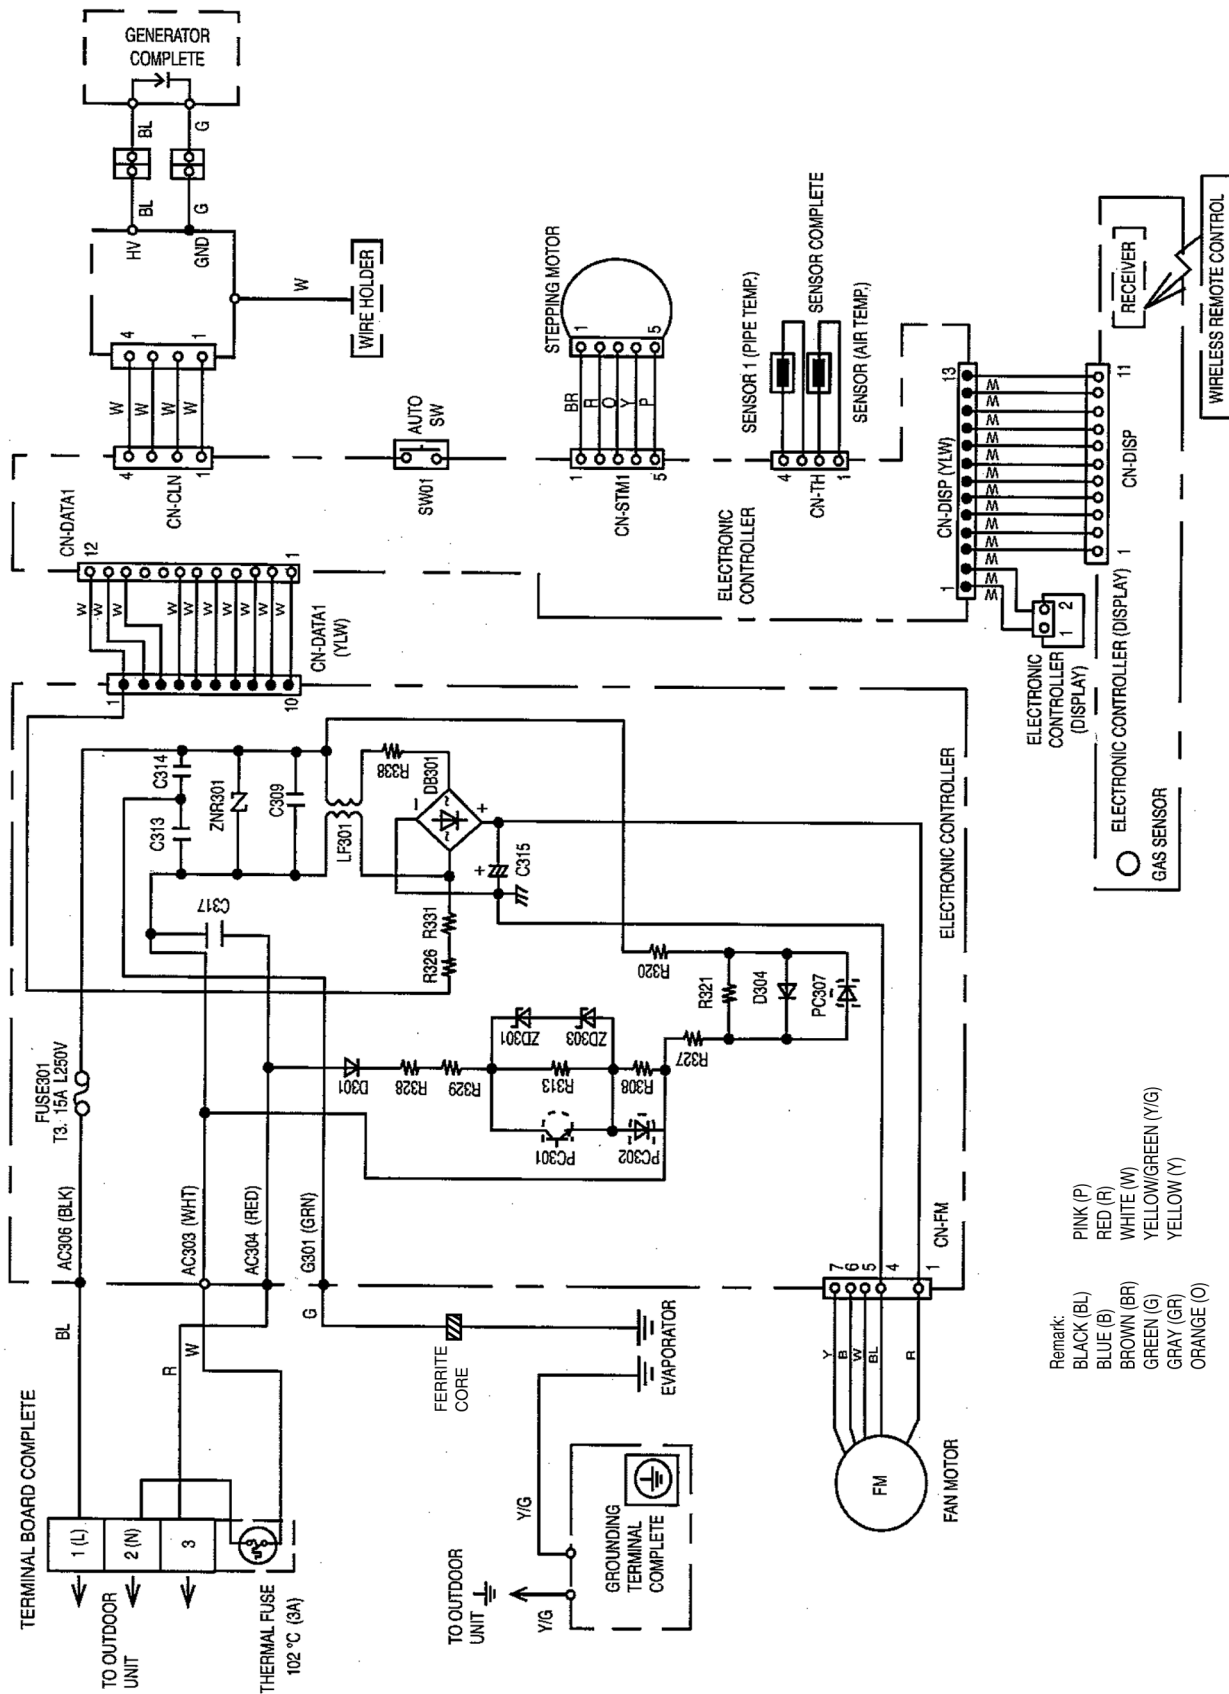 GENERATOR
COMPLETE
BL
G
BL
G
HV
GND
W
WIRE HOLDER
4
1
W
W
W
W
4
1
CN-CLN
AUTO
SW
SW01
STEPPING MOTOR
1
5
BR
R
O
Y
P
1
5
CN-STM1
SENSOR 1 (PIPE TEMP.)
SENSOR COMPLETE
SENSOR (AIR TEMP.)
4
1
CN-TH
CN-DATA1
12
1
W
W
W
W
W
W
W
W
W
W
CN-DATA1
(YLW)
1
10
ELECTRONIC
CONTROLLER
CN-DISP (YLW)
13
1
W
W
W
W
W
W
W
W
W
W
W
W
W
11
1
CN-DISP
1
2
ELECTRONIC
CONTROLLER
(DISPLAY)
RECEIVER
WIRELESS REMOTE CONTROL
ELECTRONIC CONTROLLER (DISPLAY)
GAS SENSOR
FUSE301
T3. 15A L250V
C314
C313
ZNR301
C309
LF301
R338
DB301
~
~
+
–
+
C315
C317
R326
R331
D301
R328
R329
ZD301
ZD303
R313
R308
PC301
PC302
R320
R327
R321
D304
PC307
ELECTRONIC CONTROLLER
AC306 (BLK)
AC303 (WHT)
AC304 (RED)
G301 (GRN)
BL
R
W
G
FERRITE
CORE
EVAPORATOR
TERMINAL BOARD COMPLETE
1 (L)
2 (N)
3
TO OUTDOOR
UNIT
THERMAL FUSE
102 °C (3A)
Y/G
Y/G
TO OUTDOOR
UNIT
GROUNDING
TERMINAL
COMPLETE
CN-FM
7
6
5
4
1
Y
B
W
BL
R
FM
FAN MOTOR
Remark:
BLACK (BL)
BLUE (B)
BROWN (BR)
GREEN (G)
GRAY (GR)
ORANGE (O)
PINK (P)
RED (R)
WHITE (W)
YELLOW/GREEN (Y/G)
YELLOW (Y)